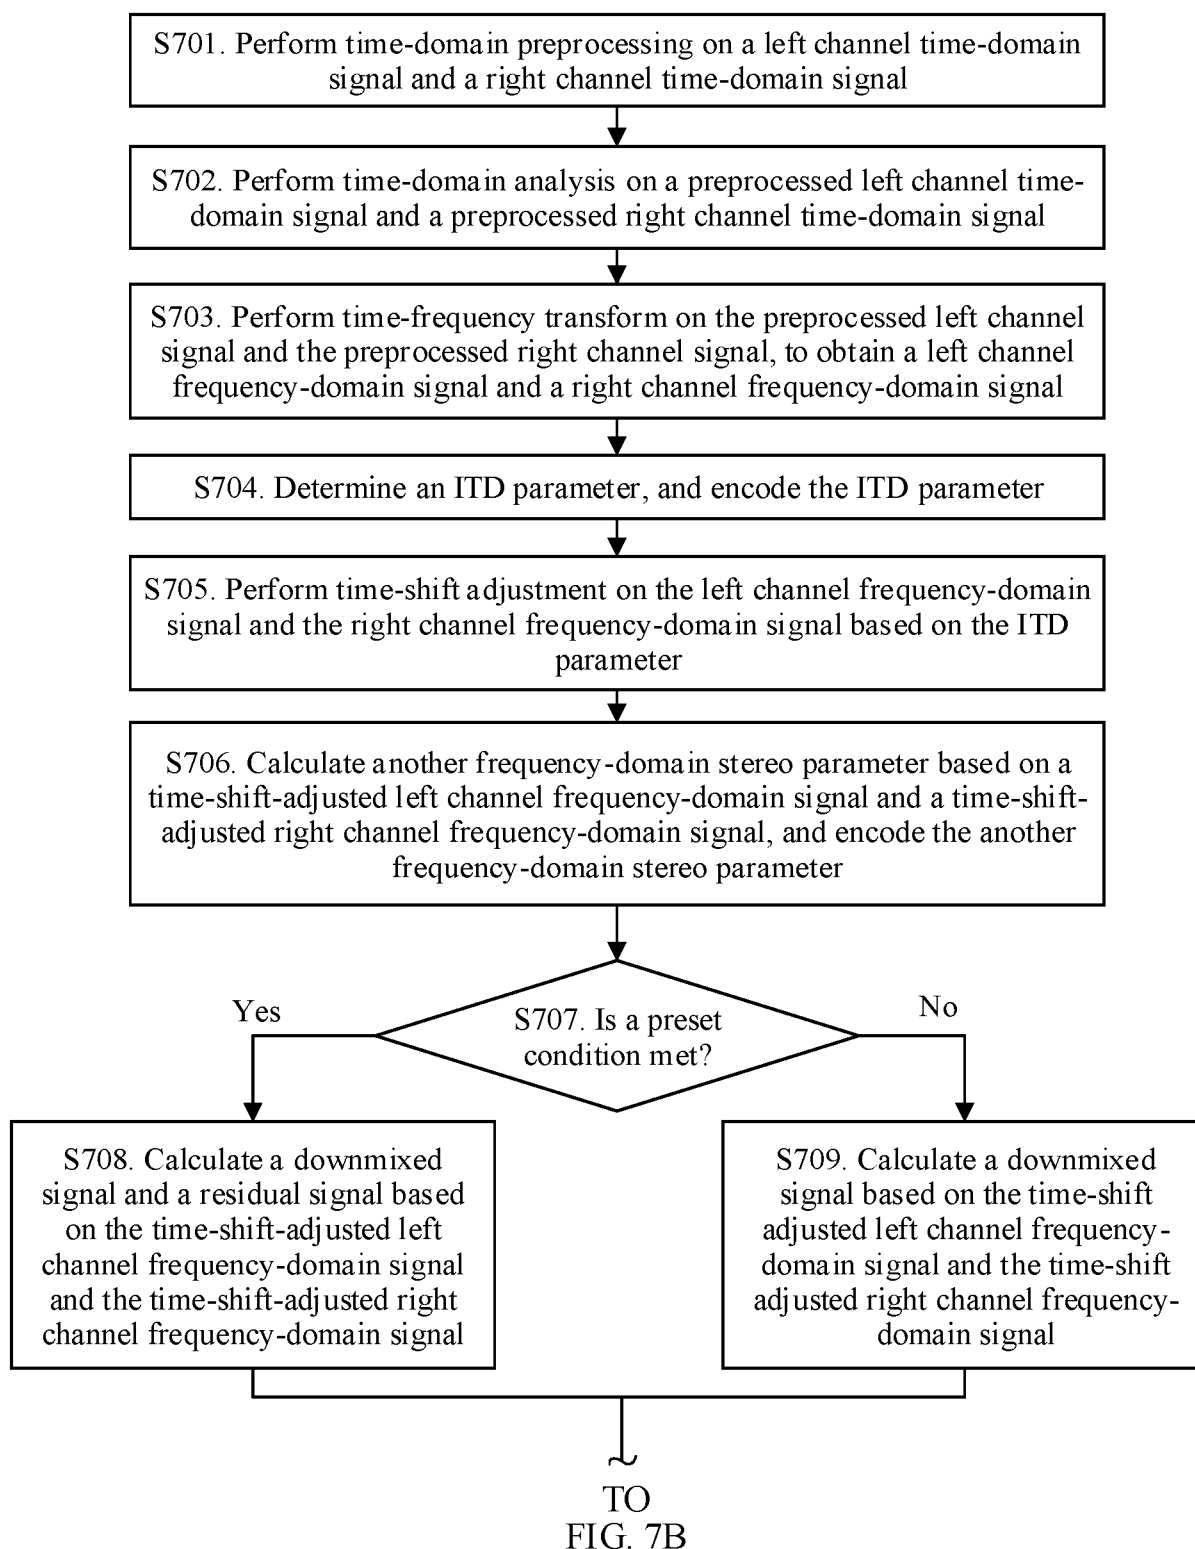 S701. Perform time-domain preprocessing on a left channel time-domain
signal and a right channel time-domain signal
S702. Perform time-domain analysis on a preprocessed left channel time-
domain signal and a preprocessed right channel time-domain signal
S703. Perform time-frequency transform on the preprocessed left channel
signal and the preprocessed right channel signal, to obtain a left channel
frequency-domain signal and a right channel frequency-domain signal
S704. Determine an ITD parameter, and encode the ITD parameter
S705. Perform time-shift adjustment on the left channel frequency-domain
signal and the right channel frequency-domain signal based on the ITD
parameter
S706. Calculate another frequency-domain stereo parameter based on a
time-shift-adjusted left channel frequency-domain signal and a time-shift-
adjusted right channel frequency-domain signal, and encode the another
frequency-domain stereo parameter
S707. Is a preset
condition met?
Yes
No
S708. Calculate a downmixed
signal and a residual signal based
on the time-shift-adjusted left
channel frequency-domain signal
and the time-shift-adjusted right
channel frequency-domain signal
S709. Calculate a downmixed
signal based on the time-shift
adjusted left channel frequency-
domain signal and the time-shift
adjusted right channel frequency-
domain signal
TO
FIG. 7B